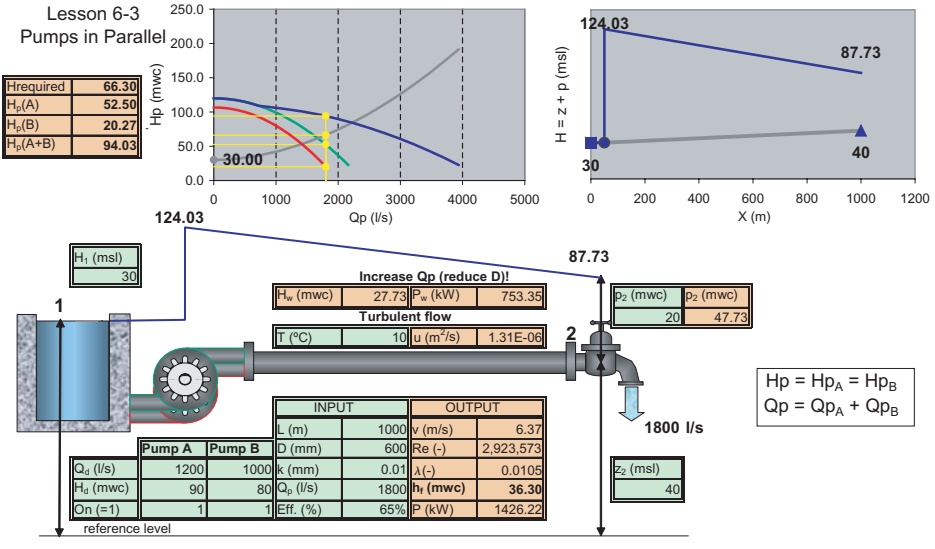 Lesson 6-3
Pumps in Parallel
Hrequired 66.30
Hp(A) 52.50
Hp(B) 20.27
Hp(A+B) 94.03
250.0
200.0
150.0
100.0
50.0
0.0
Hp (mwc)
30.00
0 1000 2000 3000 4000 5000
Qp (l/s)
H = z + p (msl)
124.03
87.73
30
40
0 200 400 600 800 1000 1200
X (m)
124.03
H1 (msl)
30
87.73
Increase Qp (reduce D)!
Hw (mwc) 27.73 Pw (kW) 753.35
Turbulent flow
T (ºC) 10 u (m2/s) 1.31E-06
p2 (mwc) p2 (mwc)
20 47.73
1
2
Hp = HpA = HpB
Qp = QpA + QpB
1800 l/s
Pump A Pump B
Qd (l/s) 1200 1000
Hd (mwc) 90 80
On (=1) 1 1
INPUT OUTPUT
L (m) 1000 v (m/s) 6.37
D (mm) 600 Re (-) 2,923,573
k (mm) 0.01 λ(-) 0.0105
Qp (l/s) 1800 hf (mwc) 36.30
Eff. (%) 65% P (kW) 1426.22
z2 (msl)
40
reference level